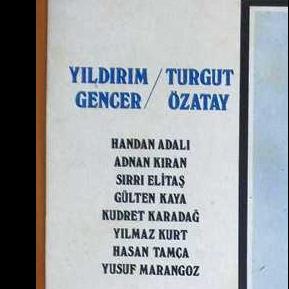 YILDIRIM / TURGUT
GENCER / ÖZATAY
HANDAN ADALI
ADNAN KIRAN
SIRRI ELİTAŞ
GÜLTEN KAYA
KUDRET KARADAĞ
YILMAZ KURT
HASAN TAMÇA
YUSUF MARANGOZ